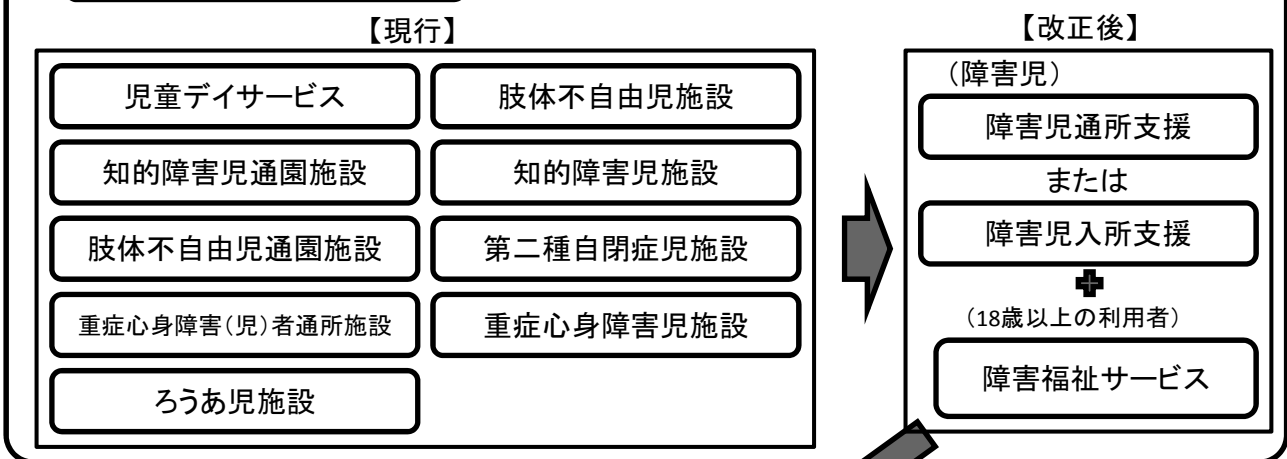 【現行】
児童デイサービス
肢体不自由児施設
知的障害児通園施設
知的障害児施設
肢体不自由児通園施設
第二種自閉症児施設
重症心身障害(児)者通所施設
重症心身障害児施設
ろうあ児施設
【改正後】
(障害児)
障害児通所支援
または
障害児入所支援
(18歳以上の利用者)
障害福祉サービス